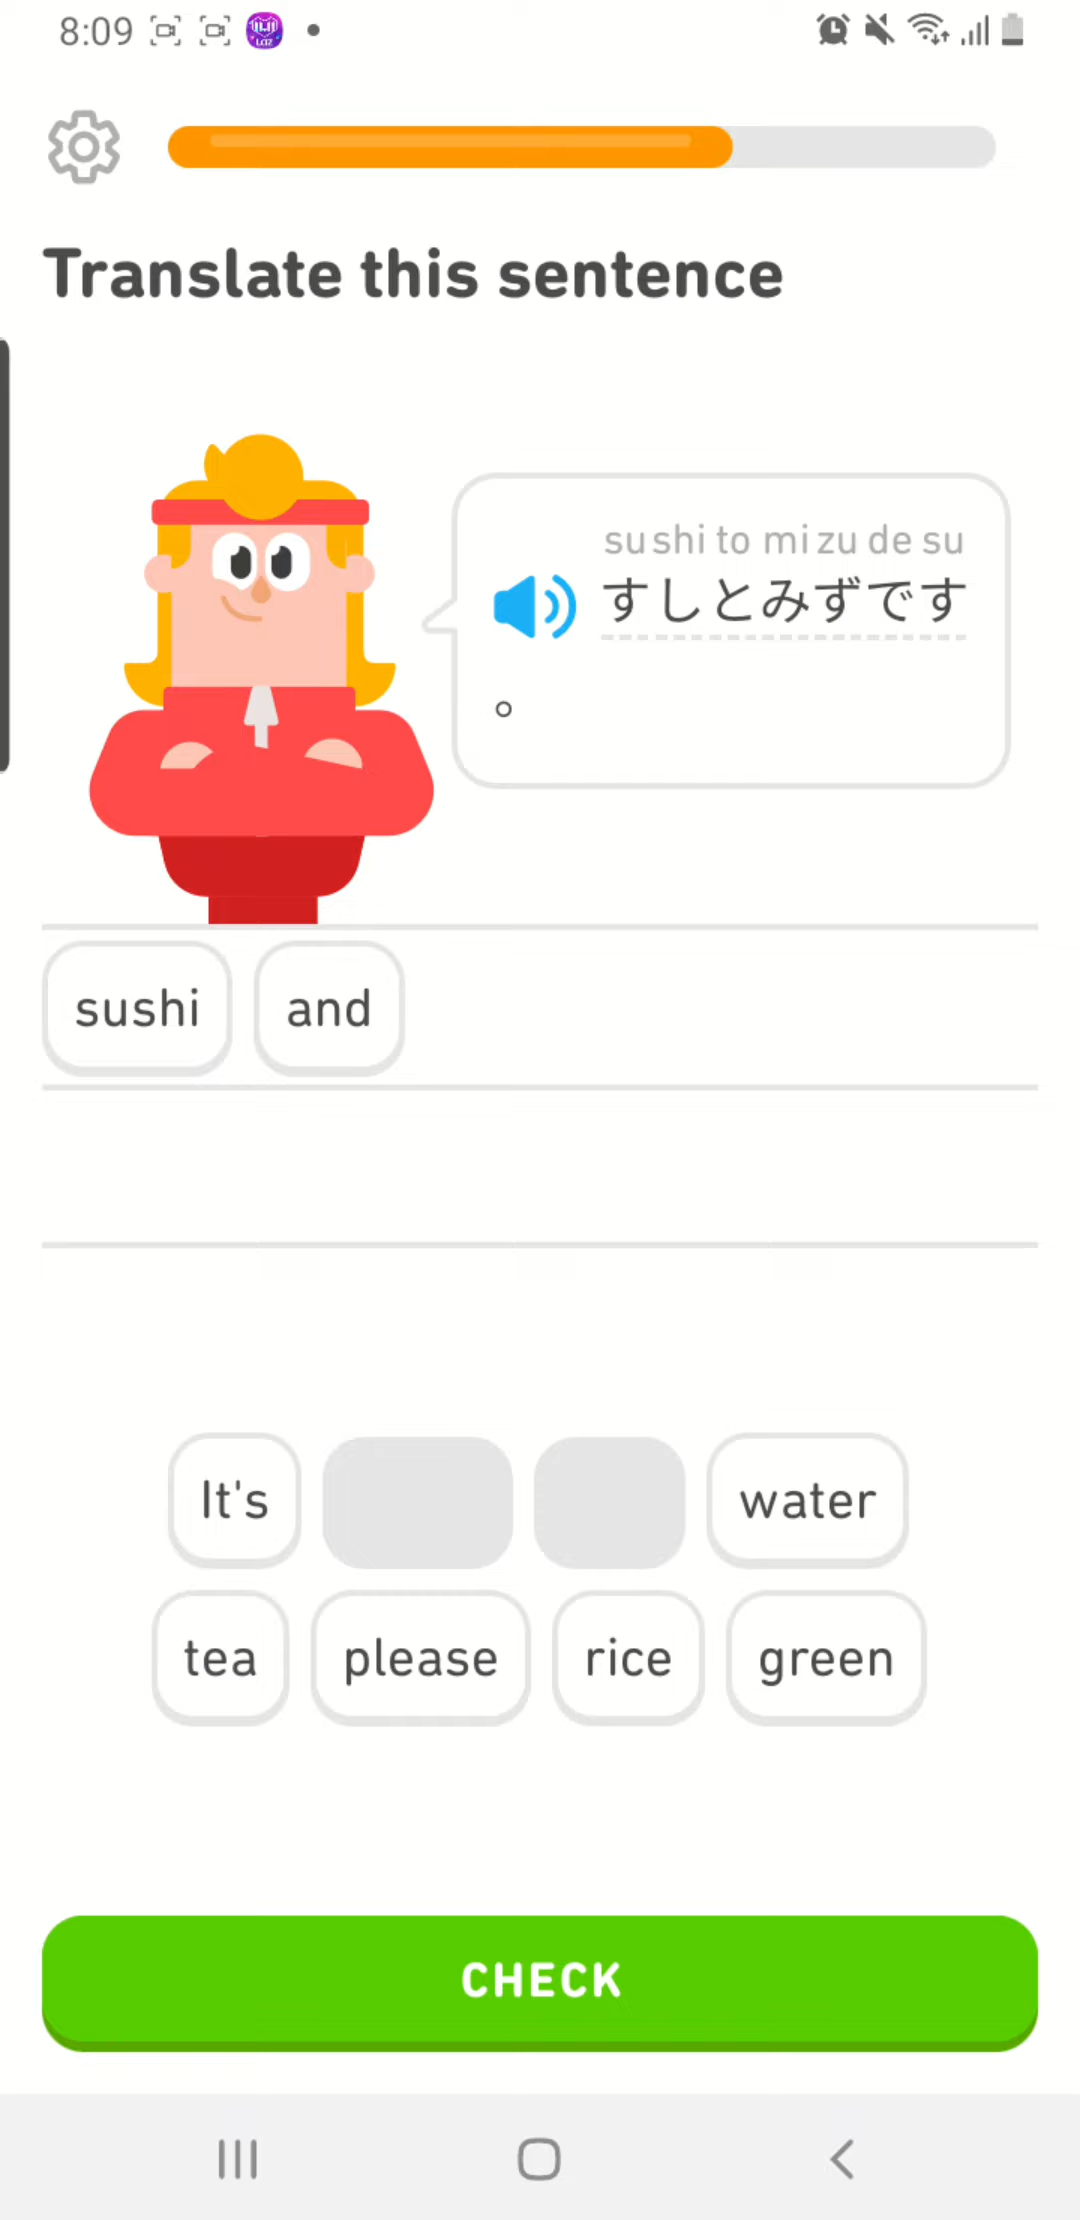 8:09
Translate this sentence
su shi to mi zu de su
すしとみずです
。
sushi and
It's water
tea please rice green
CHECK